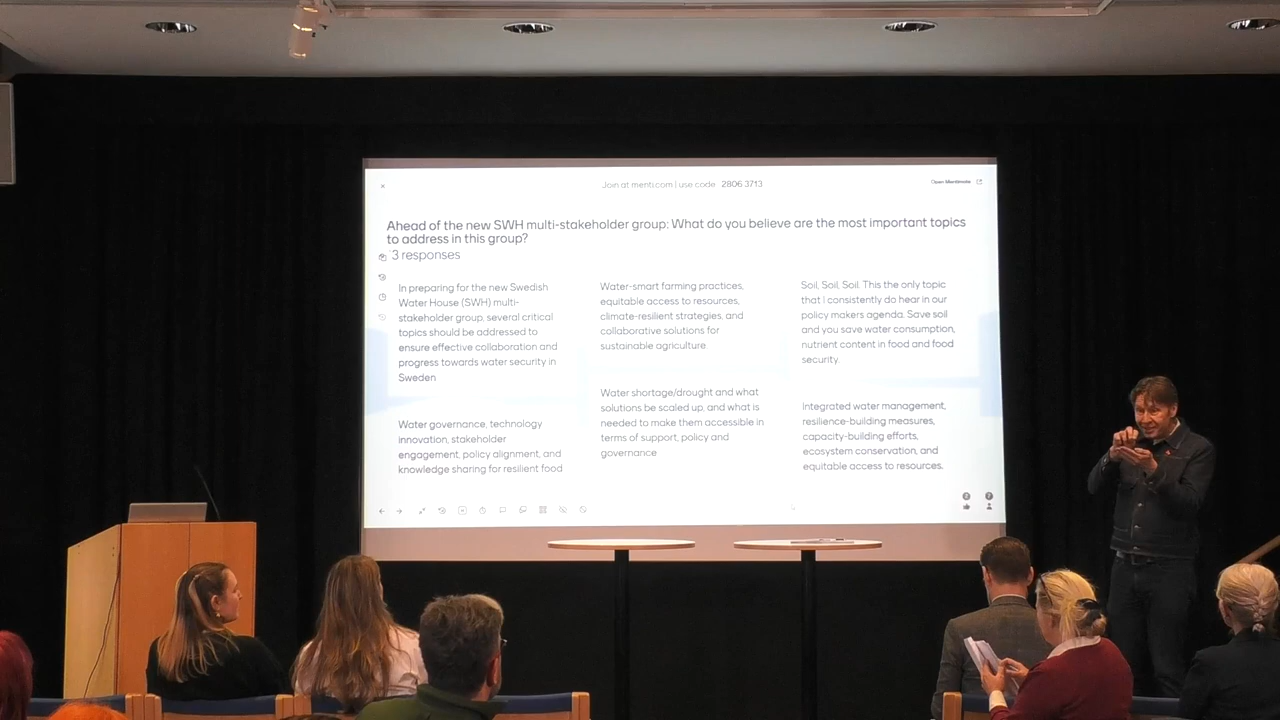 Join at menti.com | use code 2806 3713
Open Mentimeter
Ahead of the new SWH multi-stakeholder group: What do you believe are the most important topics
to address in this group?
3 responses
In preparing for the new Swedish
Water House (SWH) multi-
stakeholder group, several critical
topics should be addressed to
ensure effective collaboration and
progress towards water security in
Sweden
Water governance, technology
innovation, stakeholder
engagement, policy alignment, and
knowledge sharing for resilient food
Water-smart farming practices,
equitable access to resources,
climate-resilient strategies, and
collaborative solutions for
sustainable agriculture.
Water shortage/drought and what
solutions be scaled up, and what is
needed to make them accessible in
terms of support, policy and
governance
Soil, Soil, Soil. This the only topic
that I consistently do hear in our
policy makers agenda. Save soil
and you save water consumption,
nutrient content in food and food
security.
Integrated water management,
resilience-building measures,
capacity-building efforts,
ecosystem conservation, and
equitable access to resources.